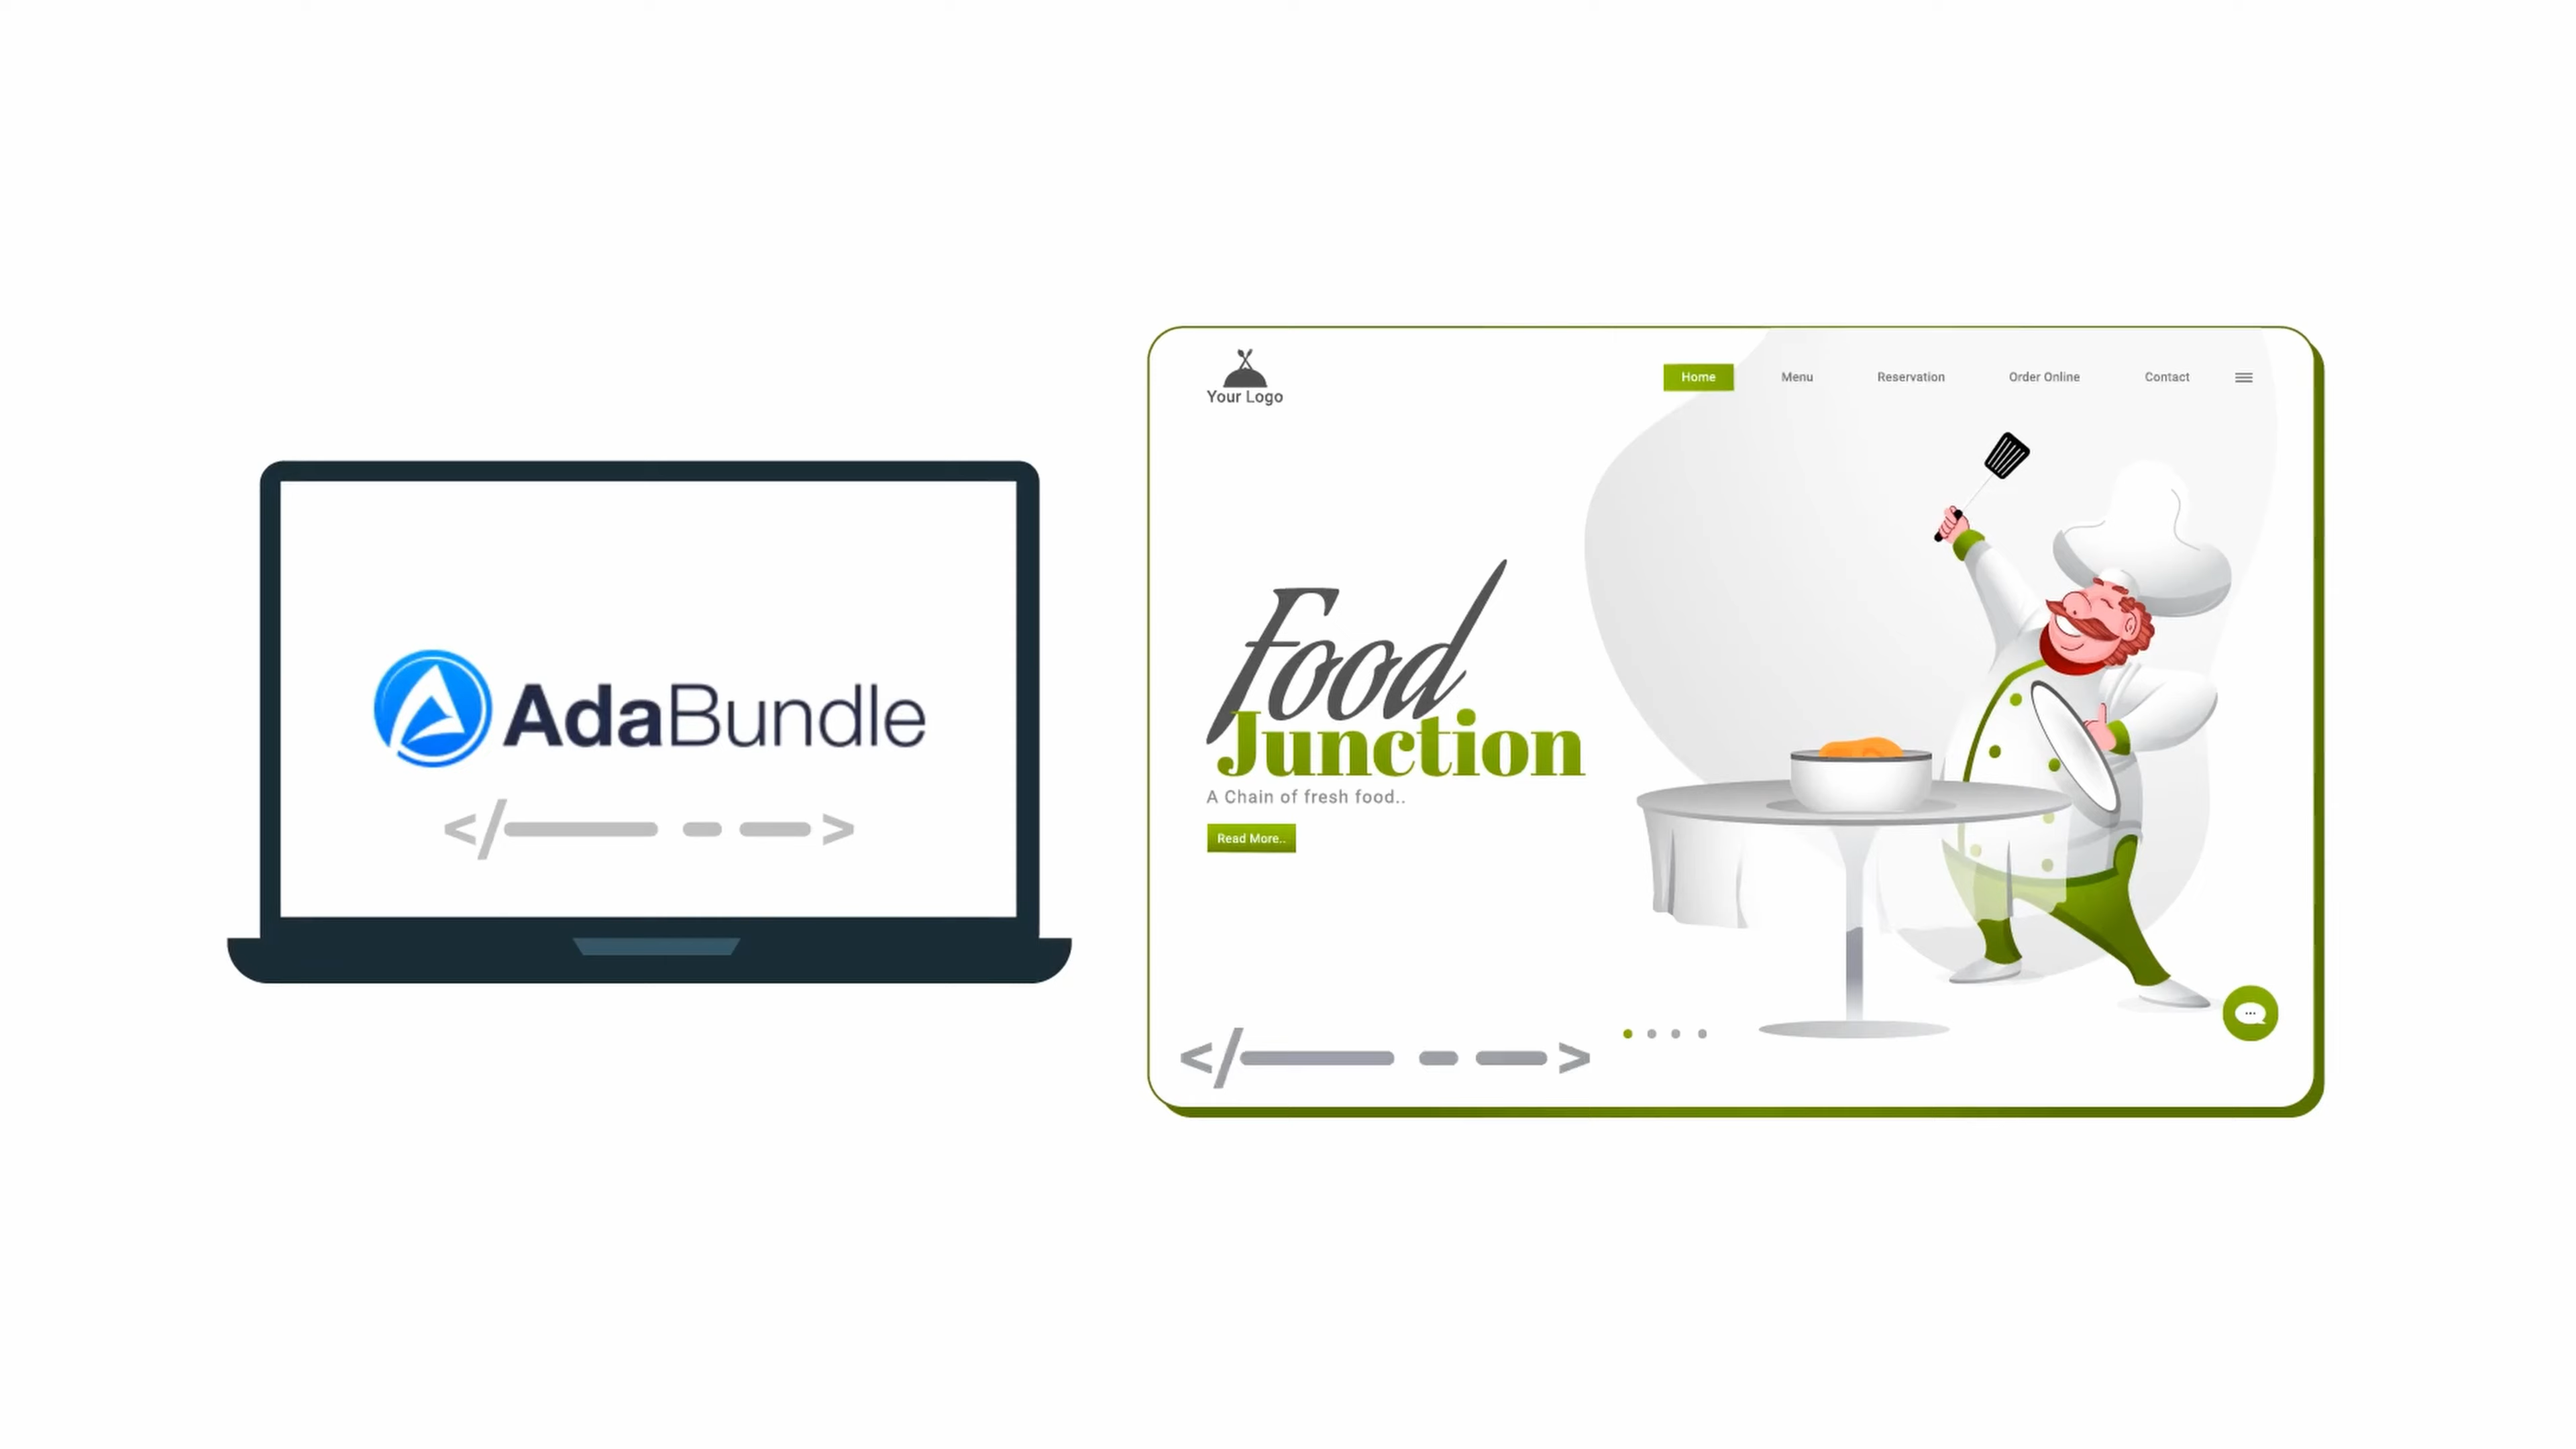 AdaBundle
</ >
Your Logo
Home Menu Reservation Order Online Contact
Food
Junction
A Chain of fresh food..
Read More..
</ >